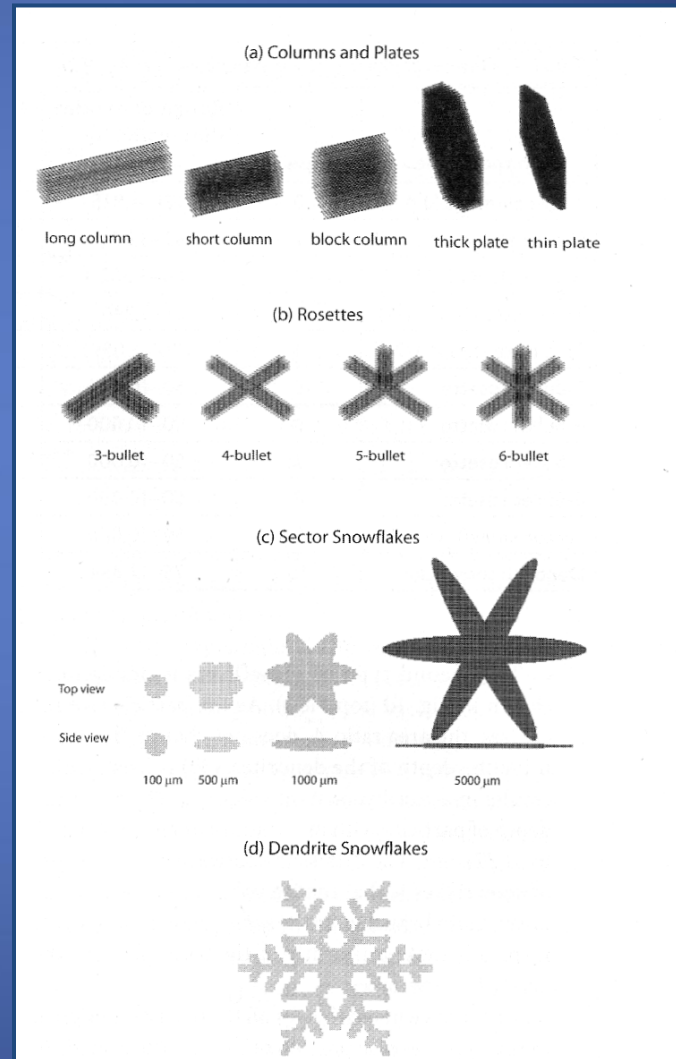 (a) Columns and Plates
long column short column block column thick plate thin plate
(b) Rosettes
3-bullet 4-bullet 5-bullet 6-bullet
(c) Sector Snowflakes
Top view
Side view
100 µm 500 µm 1000 µm 5000 µm
(d) Dendrite Snowflakes